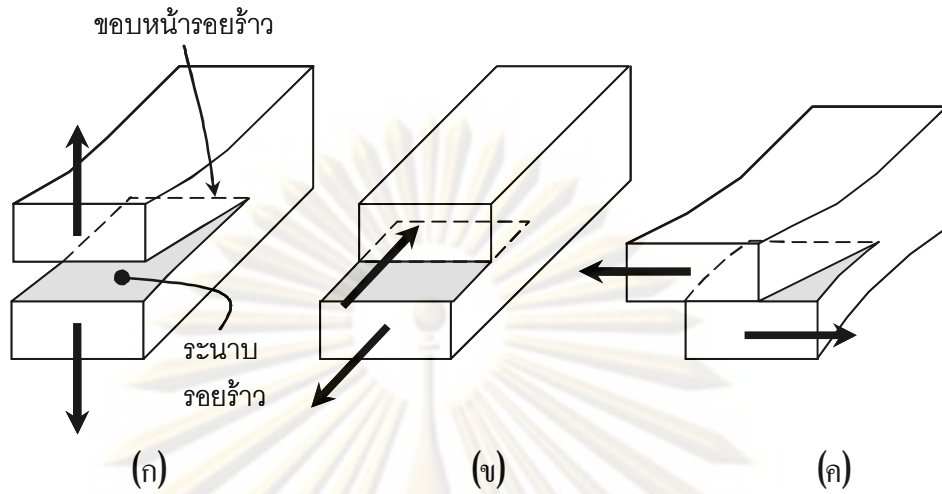 ขอบหน้ารอยร้าว
ระนาบ
รอยร้าว
(ก)
(ข)
(ค)